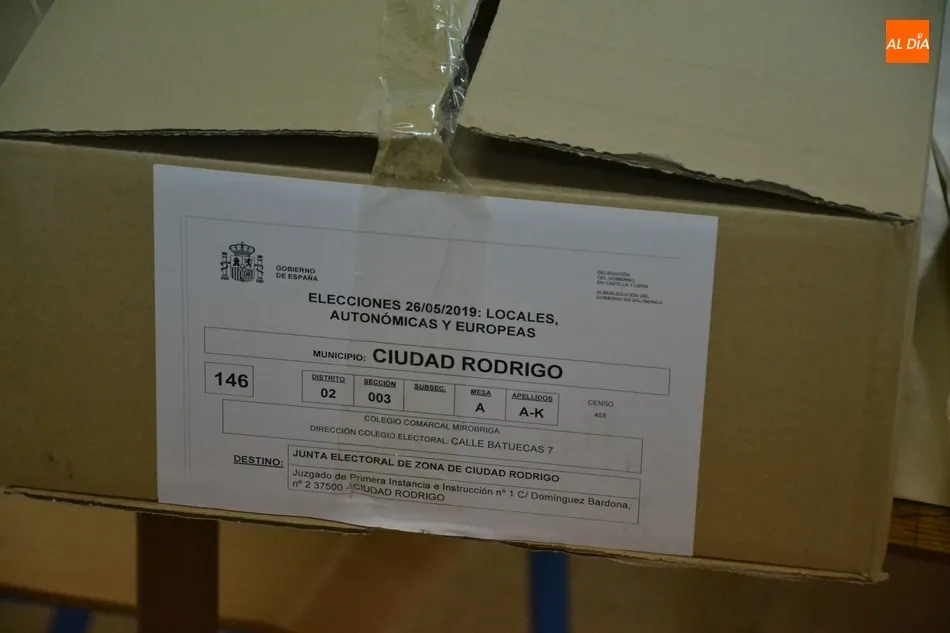 AL DÍA
GOBIERNO
DE ESPAÑA
DELEGACIÓN
DEL GOBIERNO
EN CASTILLA Y LEÓN
SUBDELEGACIÓN DEL
GOBIERNO EN SALAMANCA
ELECCIONES 26/05/2019: LOCALES,
AUTONÓMICAS Y EUROPEAS
MUNICIPIO: CIUDAD RODRIGO
146
DISTRITO SECCIÓN SUBSEC. MESA APELLIDOS CENSO
02 003 A A-K 458
COLEGIO COMARCAL MIROBRIGA
DIRECCIÓN COLEGIO ELECTORAL: CALLE BATUECAS 7
DESTINO: JUNTA ELECTORAL DE ZONA DE CIUDAD RODRIGO
Juzgado de Primera Instancia e Instrucción nº 1 C/ Domínguez Bardona,
nº 2 37500 - CIUDAD RODRIGO